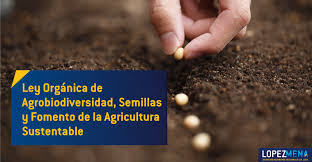 Ley Orgánica de
Agrobiodiversidad, Semillas
y Fomento de la Agricultura
Sustentable
LOPEZMENA